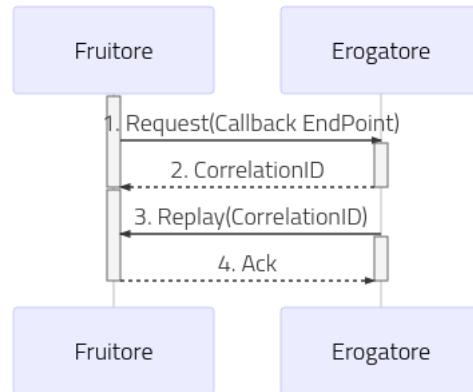 Fruitore
Erogatore
1. Request(Callback EndPoint)
2. CorrelationID
3. Replay(CorrelationID)
4. Ack
Fruitore
Erogatore